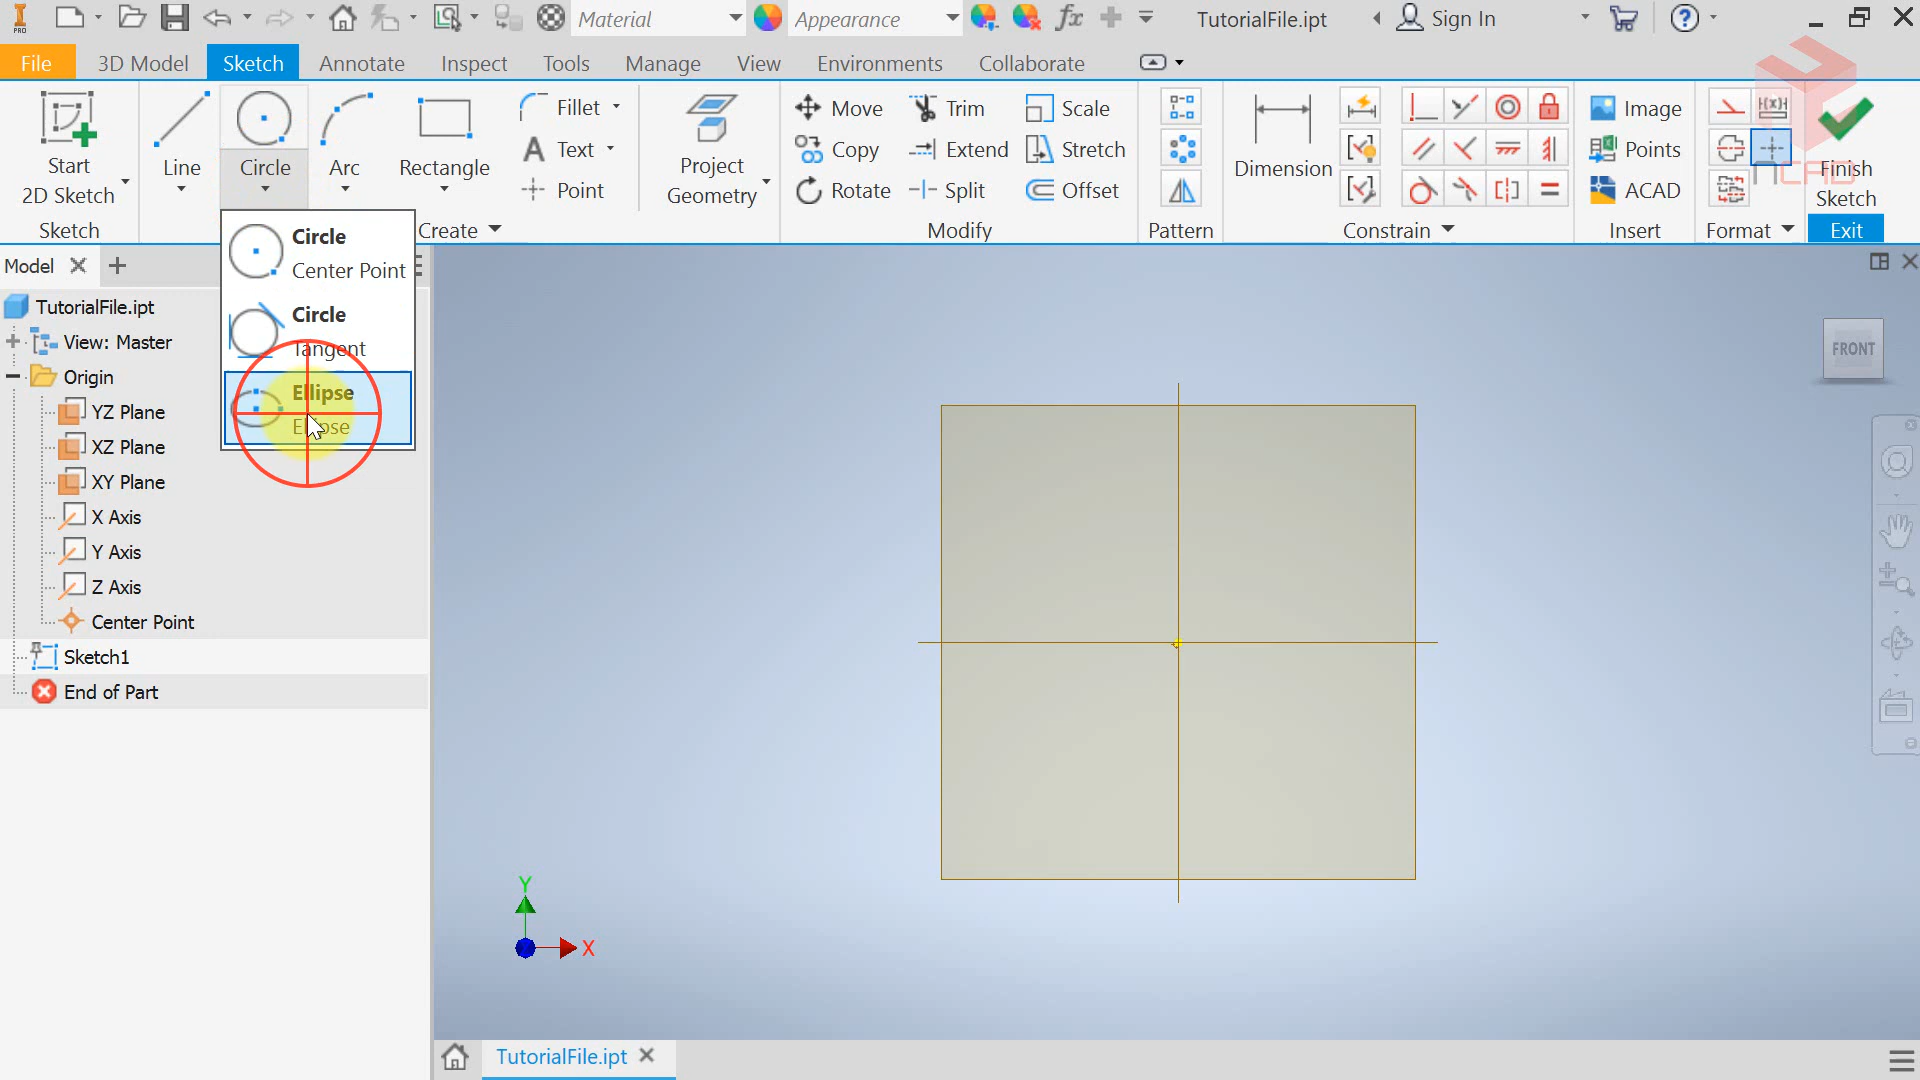 PRO
Material
Appearance
fx
TutorialFile.ipt
Sign In
File
3D Model
Sketch
Annotate
Inspect
Tools
Manage
View
Environments
Collaborate
Start
2D Sketch
Line
Circle
Arc
Rectangle
Fillet
Text
Point
Project
Geometry
Move
Copy
Rotate
Trim
Extend
Split
Scale
Stretch
Offset
Dimension
Image
Points
ACAD
Finish
Sketch
Sketch
Create
Modify
Pattern
Constrain
Insert
Format
Exit
Circle
Center Point
Circle
Tangent
Ellipse
Ellipse
Model
TutorialFile.ipt
View: Master
Origin
YZ Plane
XZ Plane
XY Plane
X Axis
Y Axis
Z Axis
Center Point
Sketch1
End of Part
FRONT
Y
X
TutorialFile.ipt